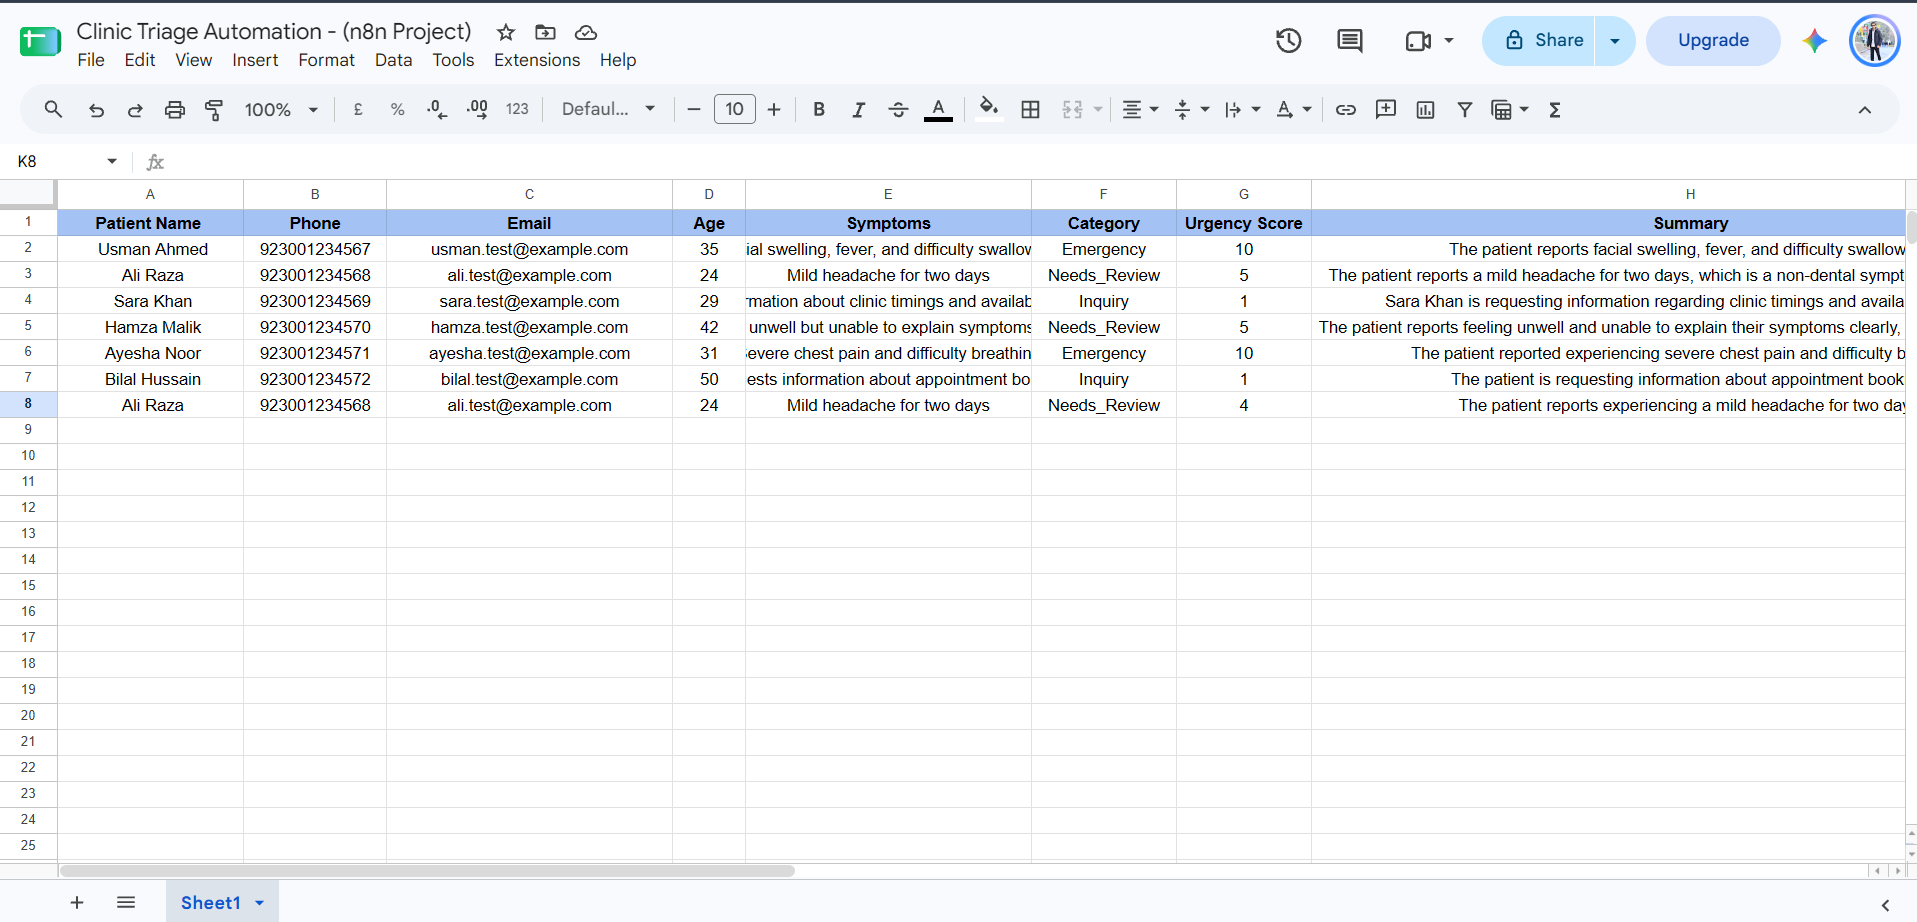 Clinic Triage Automation - (n8n Project)
File Edit View Insert Format Data Tools Extensions Help
Share
Upgrade
100% £ % .0 .00 123 Defaul... 10 B I S A A Σ
K8 fx
A B C D E F G H
1 Patient Name Phone Email Age Symptoms Category Urgency Score Summary
2 Usman Ahmed 923001234567 usman.test@example.com 35 ial swelling, fever, and difficulty swallow Emergency 10 The patient reports facial swelling, fever, and difficulty swallow
3 Ali Raza 923001234568 ali.test@example.com 24 Mild headache for two days Needs_Review 5 The patient reports a mild headache for two days, which is a non-dental sympt
4 Sara Khan 923001234569 sara.test@example.com 29 rmation about clinic timings and availab Inquiry 1 Sara Khan is requesting information regarding clinic timings and availa
5 Hamza Malik 923001234570 hamza.test@example.com 42 unwell but unable to explain symptoms Needs_Review 5 The patient reports feeling unwell and unable to explain their symptoms clearly,
6 Ayesha Noor 923001234571 ayesha.test@example.com 31 evere chest pain and difficulty breathin Emergency 10 The patient reported experiencing severe chest pain and difficulty b
7 Bilal Hussain 923001234572 bilal.test@example.com 50 ests information about appointment bo Inquiry 1 The patient is requesting information about appointment book
8 Ali Raza 923001234568 ali.test@example.com 24 Mild headache for two days Needs_Review 4 The patient reports experiencing a mild headache for two day
9
10
11
12
13
14
15
16
17
18
19
20
21
22
23
24
25
Sheet1